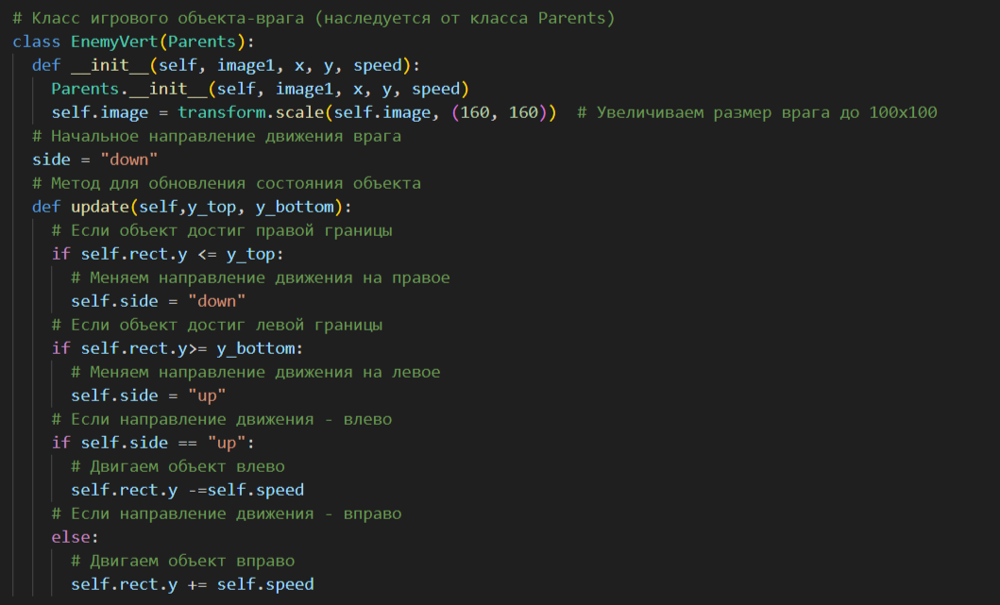 # Класс игрового объекта-врага (наследуется от класса Parents)
class EnemyVert(Parents):
  def __init__(self, image1, x, y, speed):
    Parents.__init__(self, image1, x, y, speed)
    self.image = transform.scale(self.image, (160, 160))  # Увеличиваем размер врага до 100x100
  # Начальное направление движения врага
  side = "down"
  # Метод для обновления состояния объекта
  def update(self,y_top, y_bottom):
    # Если объект достиг правой границы
    if self.rect.y <= y_top:
      # Меняем направление движения на правое
      self.side = "down"
    # Если объект достиг левой границы
    if self.rect.y>= y_bottom:
      # Меняем направление движения на левое
      self.side = "up"
    # Если направление движения - влево
    if self.side == "up":
      # Двигаем объект влево
      self.rect.y -=self.speed
    # Если направление движения - вправо
    else:
      # Двигаем объект вправо
      self.rect.y += self.speed